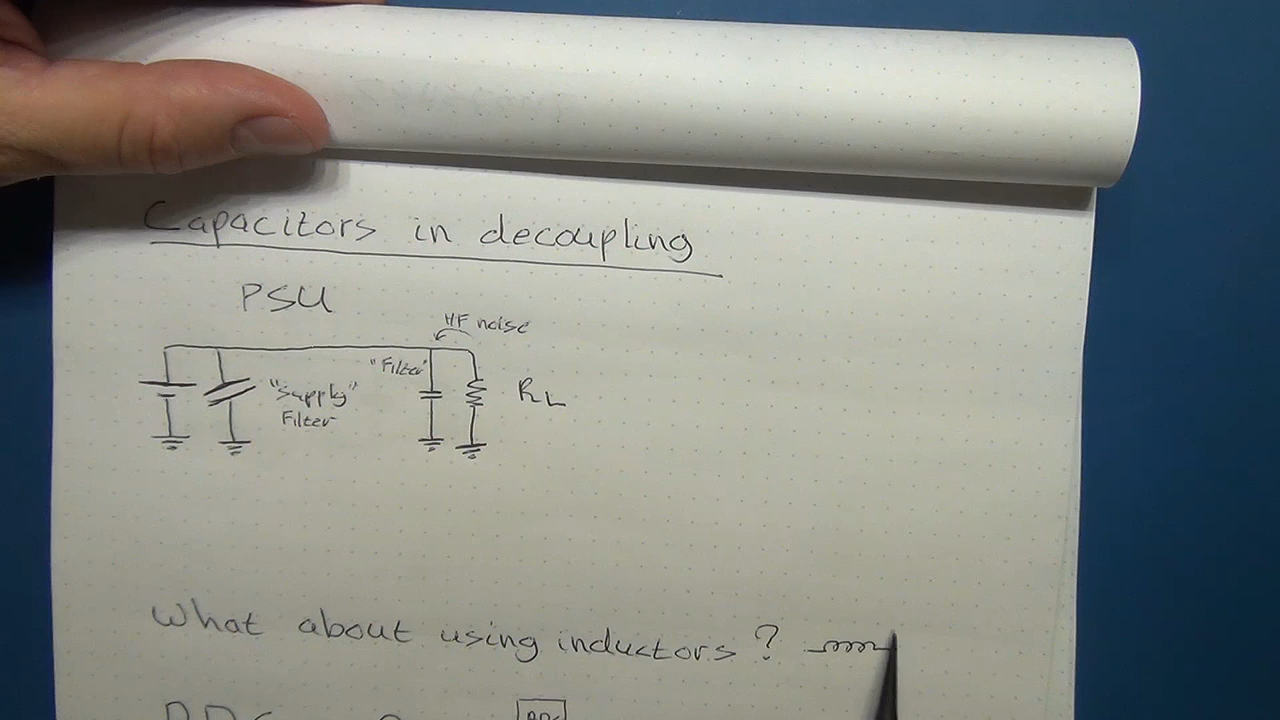 Capacitors in decoupling
PSU
HF noise
"Filter"
"Supply"
Filter
RL
What about using inductors?